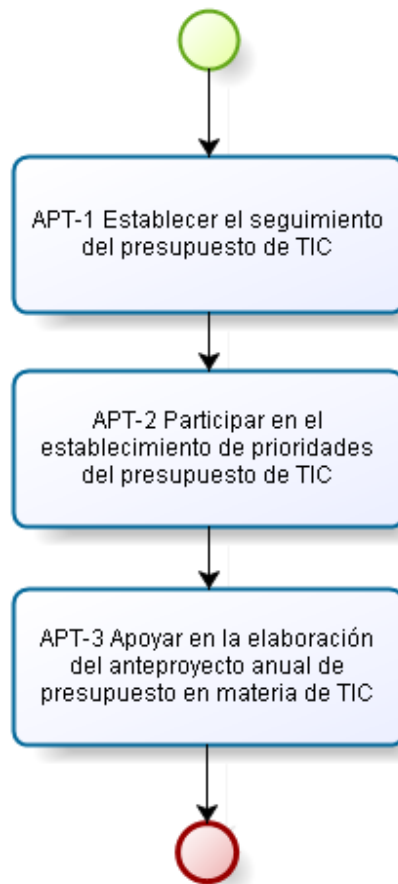 APT-1 Establecer el seguimiento
del presupuesto de TIC
APT-2 Participar en el
establecimiento de prioridades
del presupuesto de TIC
APT-3 Apoyar en la elaboración
del anteproyecto anual de
presupuesto en materia de TIC